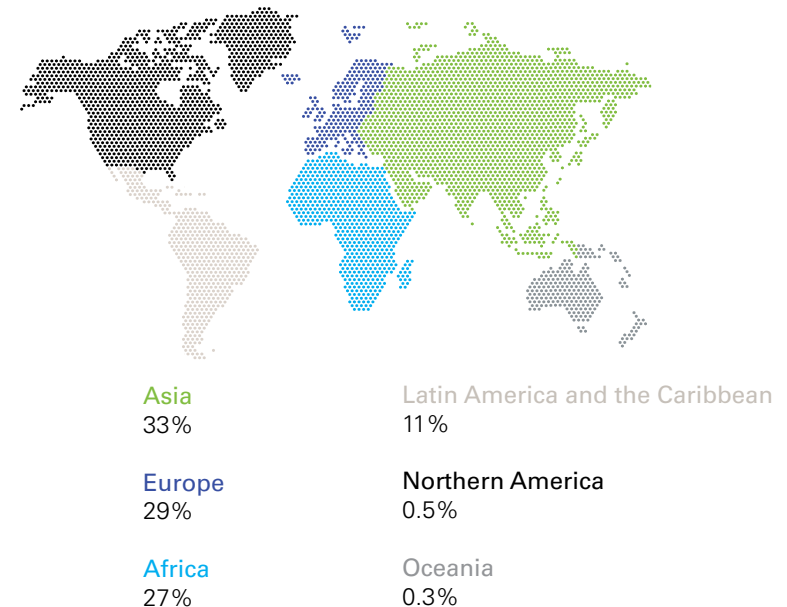 Asia
33%
Europe
29%
Africa
27%
Latin America and the Caribbean
11%
Northern America
0.5%
Oceania
0.3%